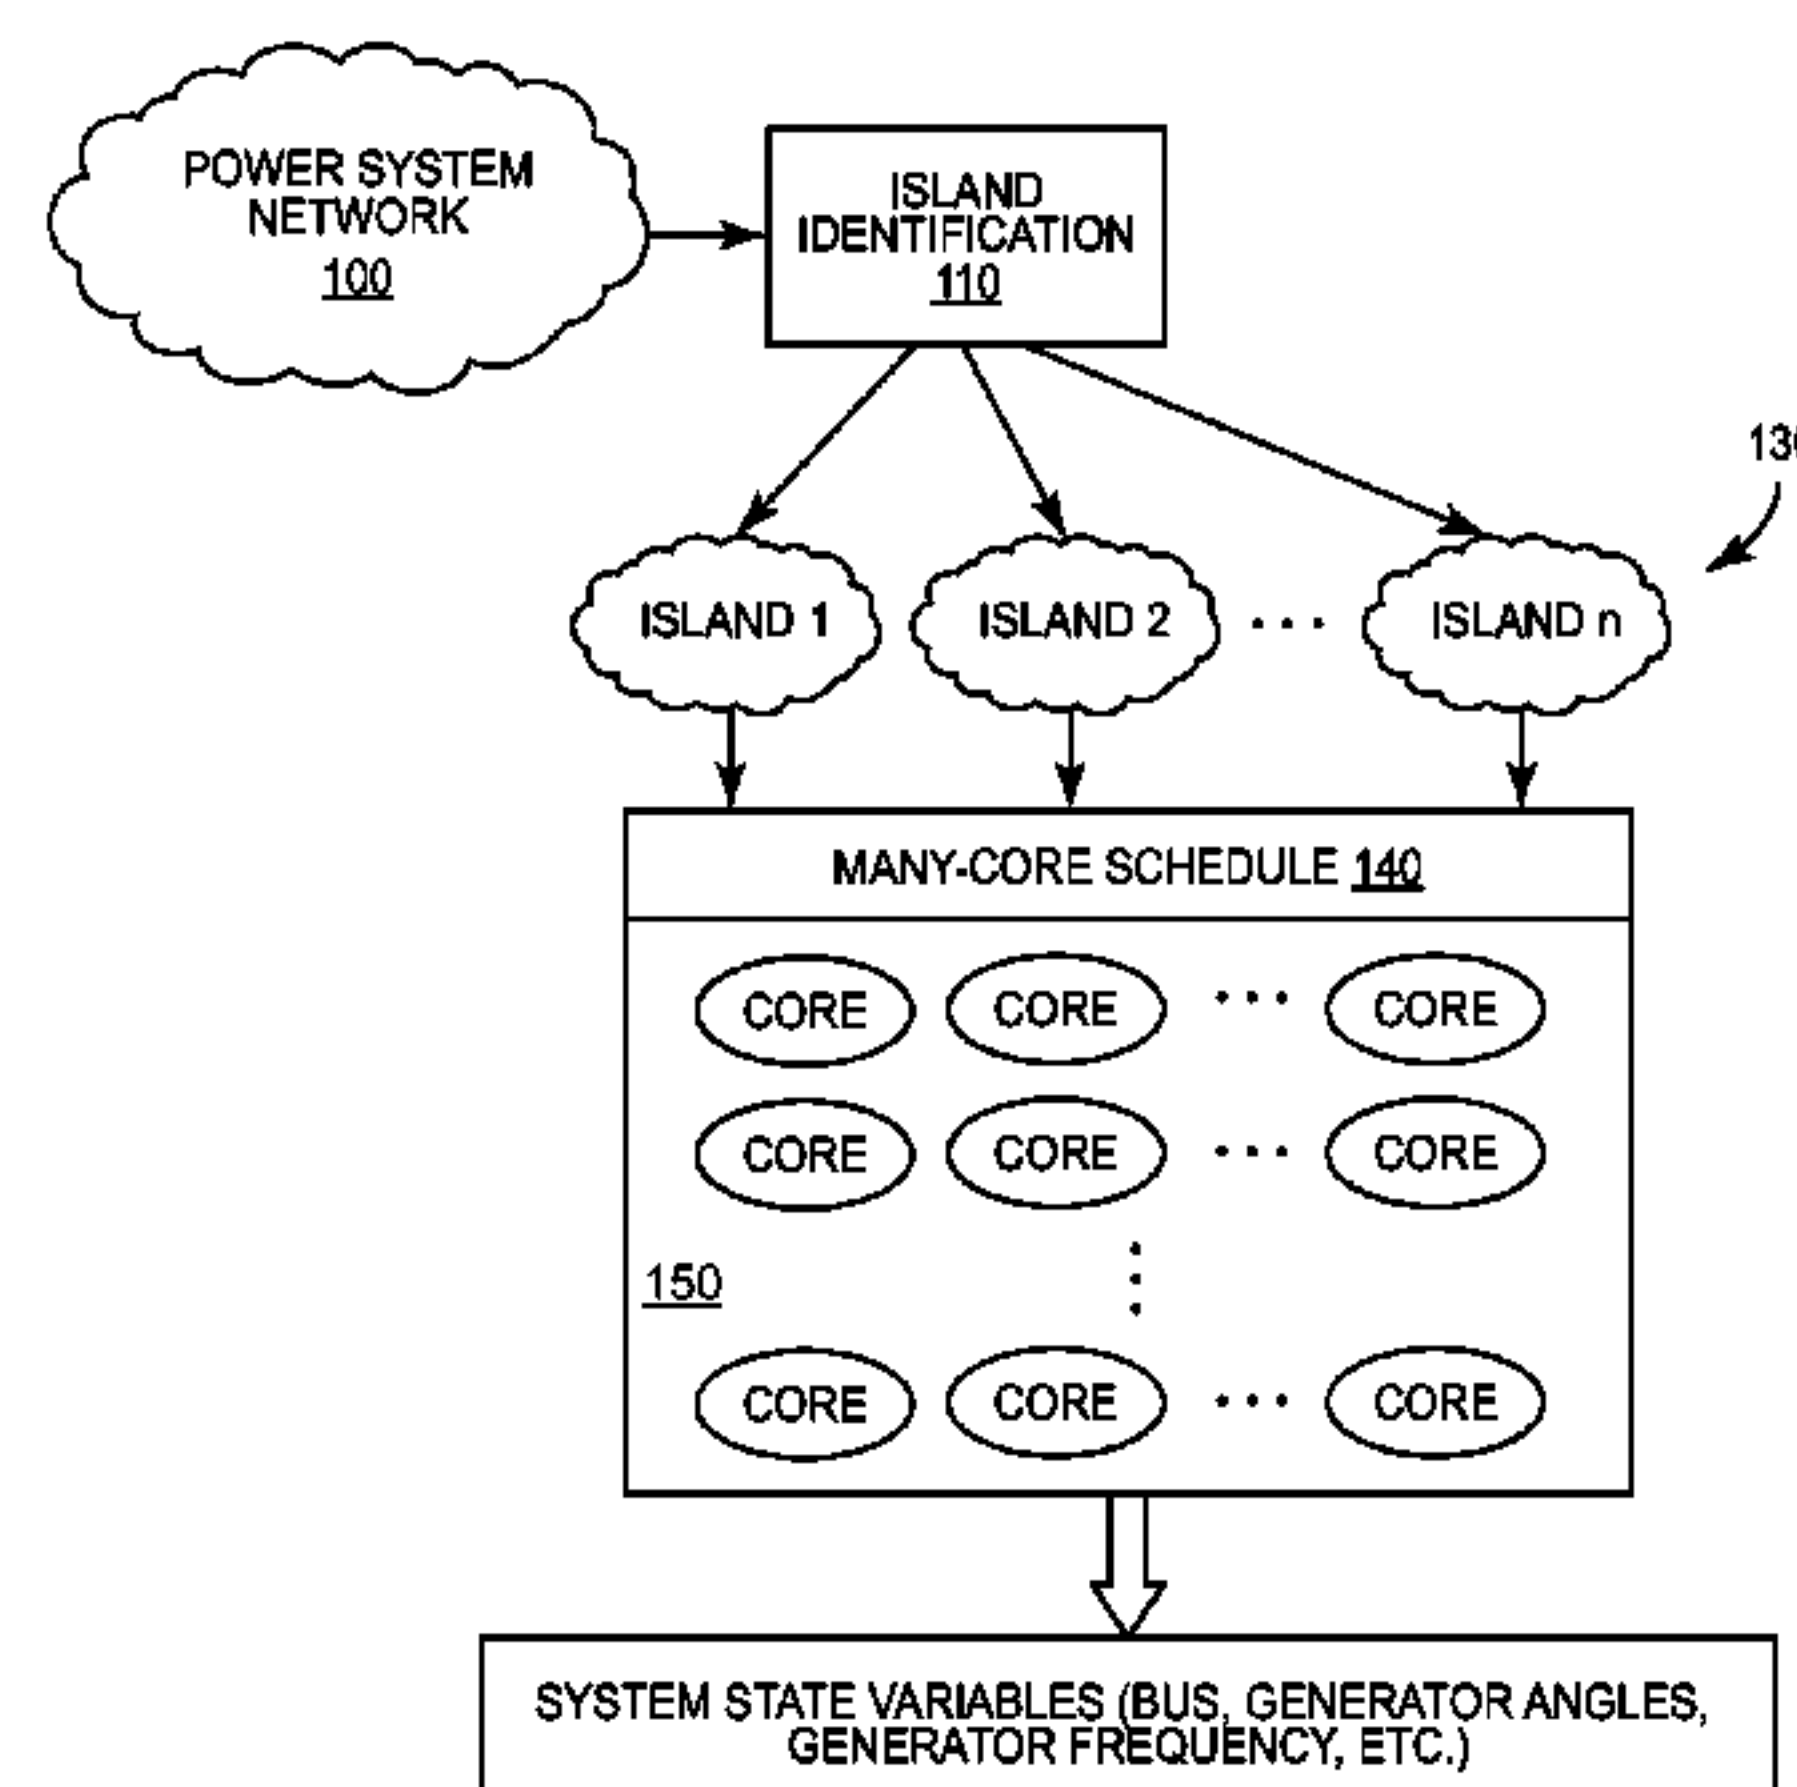 POWER SYSTEM
NETWORK
100
ISLAND
IDENTIFICATION
110
130
ISLAND 1
ISLAND 2
...
ISLAND n
MANY-CORE SCHEDULE 140
CORE CORE ... CORE
CORE CORE ... CORE
150
CORE CORE ... CORE
SYSTEM STATE VARIABLES (BUS, GENERATOR ANGLES,
GENERATOR FREQUENCY, ETC.)